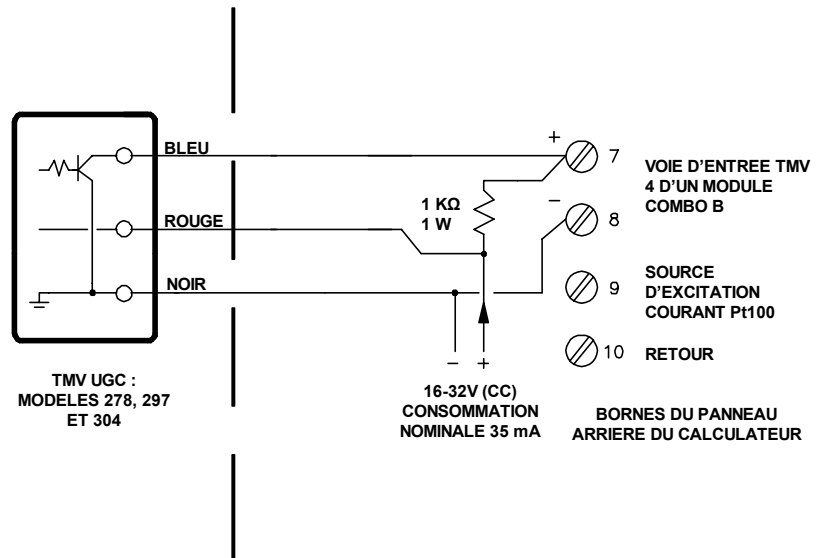 BLEU
ROUGE
NOIR
TMV UGC :
MODELES 278, 297
ET 304
1 KΩ
1 W
+
7
−
8
9
10
VOIE D'ENTREE TMV
4 D'UN MODULE
COMBO B
SOURCE
D'EXCITATION
COURANT Pt100
RETOUR
− +
16-32V (CC)
CONSOMMATION
NOMINALE 35 mA
BORNES DU PANNEAU
ARRIERE DU CALCULATEUR